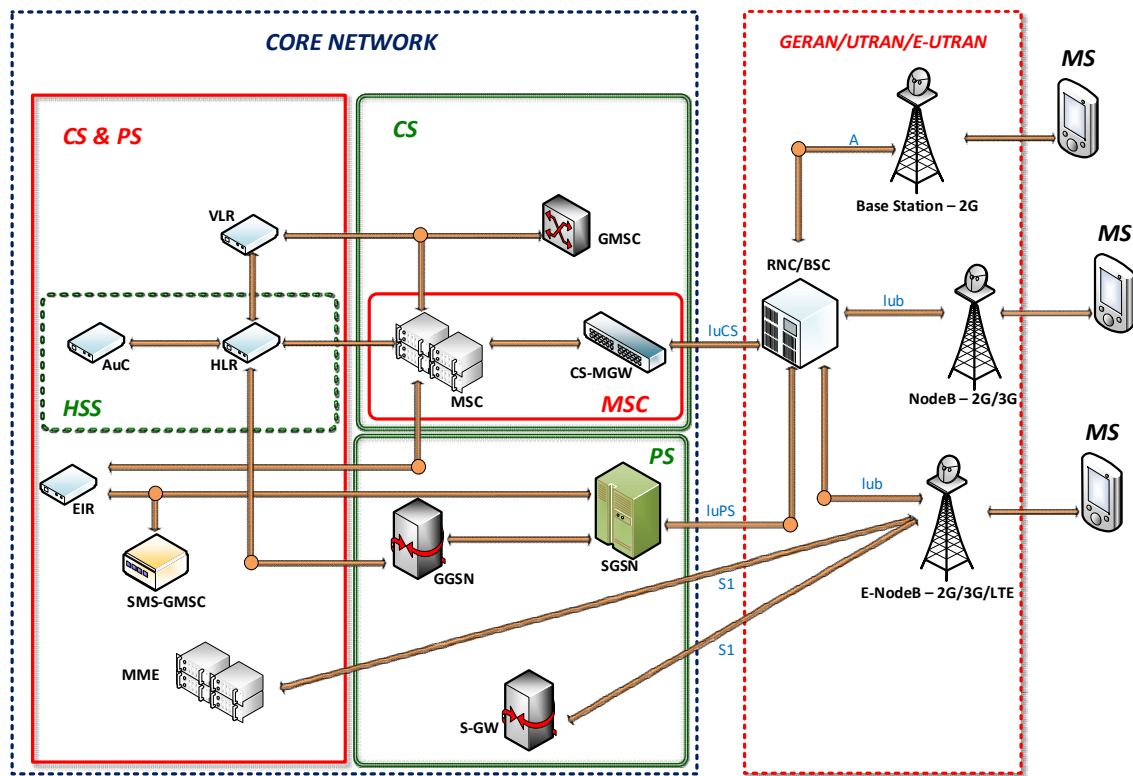 CORE NETWORK
GERAN/UTRAN/E-UTRAN
MS
CS & PS
CS
A
VLR
GMSC
Base Station – 2G
MS
RNC/BSC
Iub
IuCS
AuC
HLR
MSC
CS-MGW
NodeB – 2G/3G
HSS
MSC
MS
PS
EIR
Iub
IuPS
SMS-GMSC
GGSN
SGSN
S1
E-NodeB – 2G/3G/LTE
MME
S1
S-GW